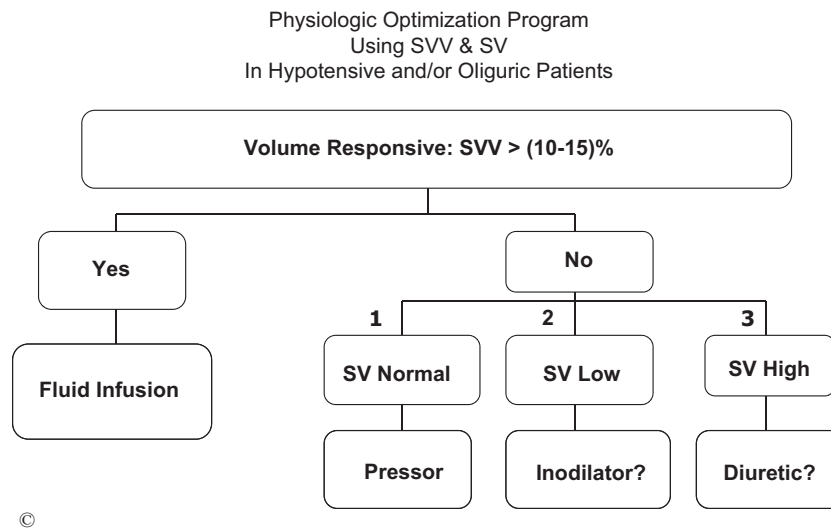 Physiologic Optimization Program
Using SVV & SV
In Hypotensive and/or Oliguric Patients
Volume Responsive: SVV > (10-15)%
Yes
No
1
2
3
Fluid Infusion
SV Normal
SV Low
SV High
Pressor
Inodilator?
Diuretic?
©